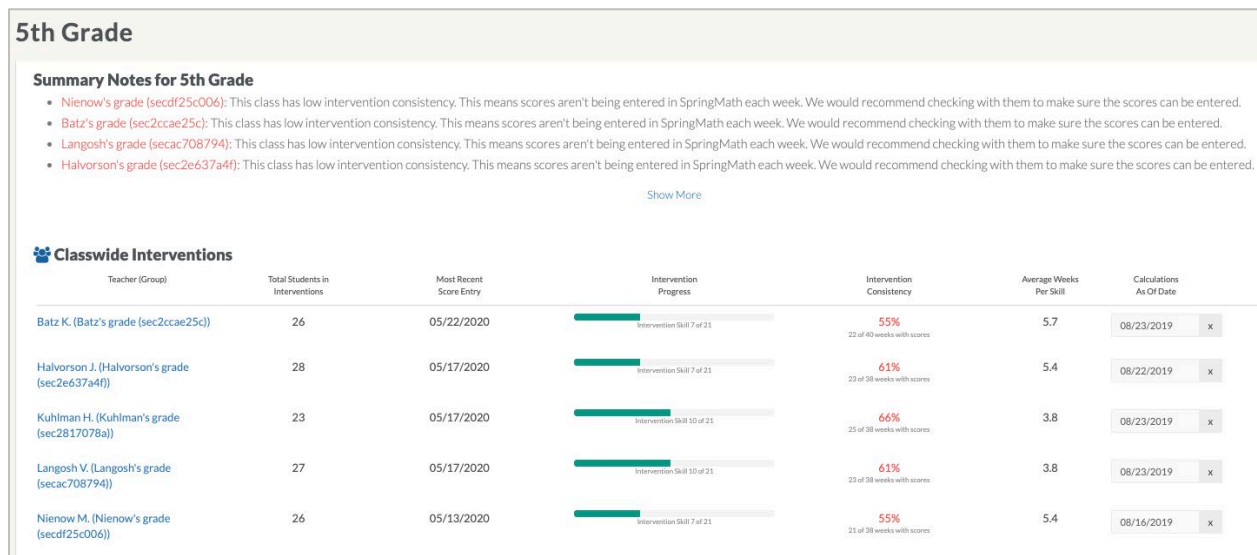 5th Grade
Summary Notes for 5th Grade
Nienow's grade (secdf25c006): This class has low intervention consistency. This means scores aren't being entered in SpringMath each week. We would recommend checking with them to make sure the scores can be entered.
Batz's grade (sec2ccae25c): This class has low intervention consistency. This means scores aren't being entered in SpringMath each week. We would recommend checking with them to make sure the scores can be entered.
Langosh's grade (secac708794): This class has low intervention consistency. This means scores aren't being entered in SpringMath each week. We would recommend checking with them to make sure the scores can be entered.
Halvorson's grade (sec2e637a4f): This class has low intervention consistency. This means scores aren't being entered in SpringMath each week. We would recommend checking with them to make sure the scores can be entered.
Show More
Classwide Interventions
Teacher (Group) Total Students in Most Recent Intervention Intervention Average Weeks Calculations
Interventions Score Entry Progress Consistency Per Skill As Of Date
Batz K. (Batz's grade (sec2ccae25c)) 26 05/22/2020 55% 5.7 08/23/2019 x
Intervention Skill 7 of 21 22 of 40 weeks with scores
Halvorson J. (Halvorson's grade 28 05/17/2020 61% 5.4 08/22/2019 x
(sec2e637a4f)) Intervention Skill 7 of 21 23 of 38 weeks with scores
Kuhlman H. (Kuhlman's grade 23 05/17/2020 66% 3.8 08/23/2019 x
(sec2817078a)) Intervention Skill 10 of 21 25 of 38 weeks with scores
Langosh V. (Langosh's grade 27 05/17/2020 61% 3.8 08/23/2019 x
(secac708794)) Intervention Skill 10 of 21 23 of 38 weeks with scores
Nienow M. (Nienow's grade 26 05/13/2020 55% 5.4 08/16/2019 x
(secdf25c006)) Intervention Skill 7 of 21 21 of 38 weeks with scores